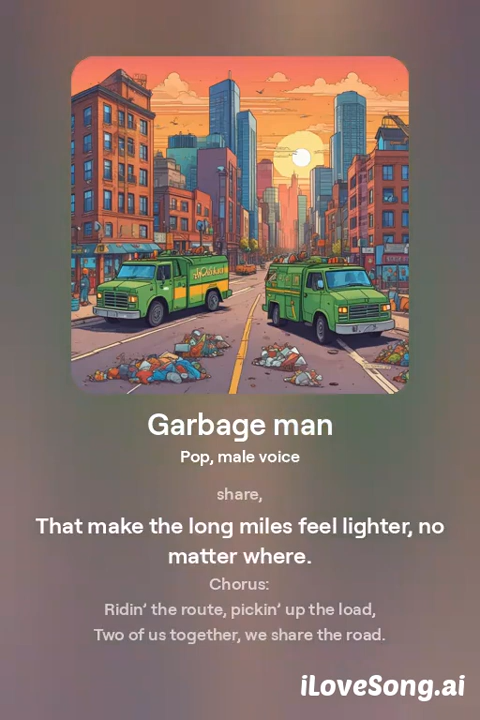 Garbage man
Pop, male voice
share,
That make the long miles feel lighter, no
matter where.
Chorus:
Ridin' the route, pickin' up the load,
Two of us together, we share the road.
iLoveSong.ai